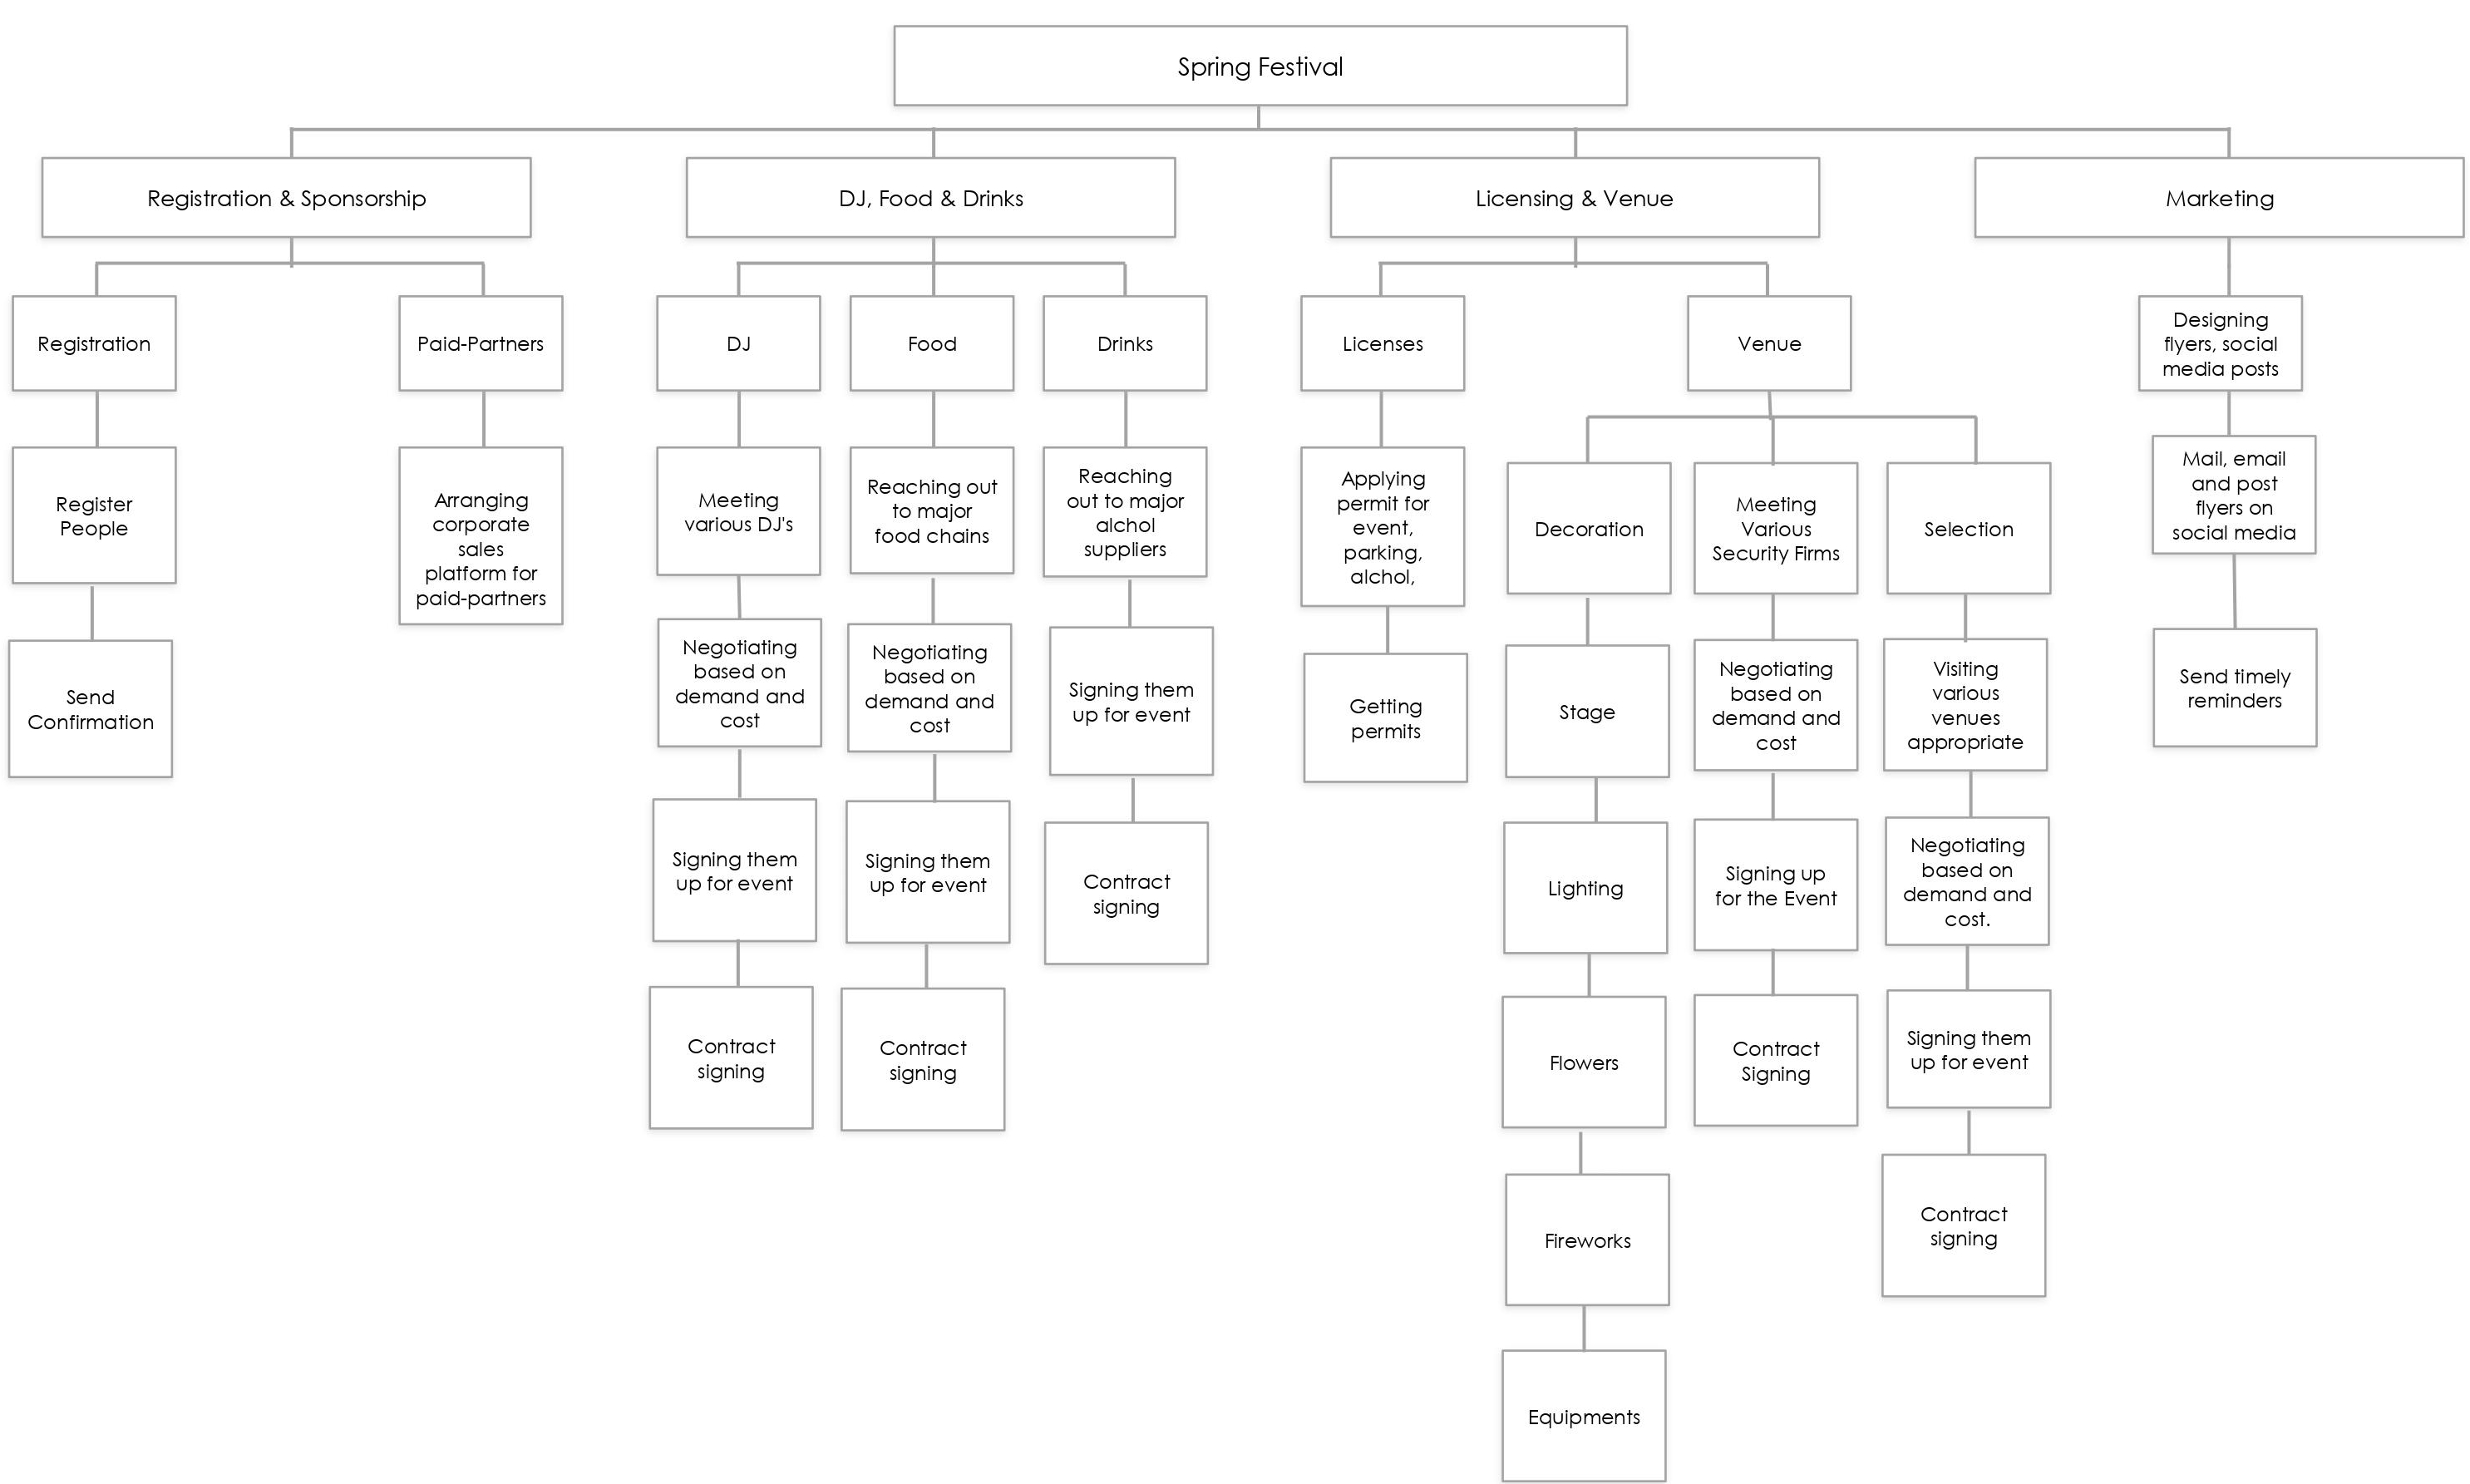 Spring Festival
Registration & Sponsorship
DJ, Food & Drinks
Licensing & Venue
Marketing
Registration
Paid-Partners
DJ
Food
Drinks
Licenses
Venue
Designing
flyers, social
media posts
Register
People
Arranging
corporate
sales
platform for
paid-partners
Meeting
various DJ's
Reaching out
to major
food chains
Reaching
out to major
alchol
suppliers
Applying
permit for
event,
parking,
alchol,
Decoration
Meeting
Various
Security Firms
Selection
Mail, email
and post
flyers on
social media
Send
Confirmation
Negotiating
based on
demand and
cost
Negotiating
based on
demand and
cost
Signing them
up for event
Getting
permits
Stage
Negotiating
based on
demand and
cost
Visiting
various
venues
appropriate
Send timely
reminders
Signing them
up for event
Signing them
up for event
Contract
signing
Lighting
Signing up
for the Event
Negotiating
based on
demand and
cost.
Contract
signing
Contract
signing
Flowers
Contract
Signing
Signing them
up for event
Fireworks
Contract
signing
Equipments